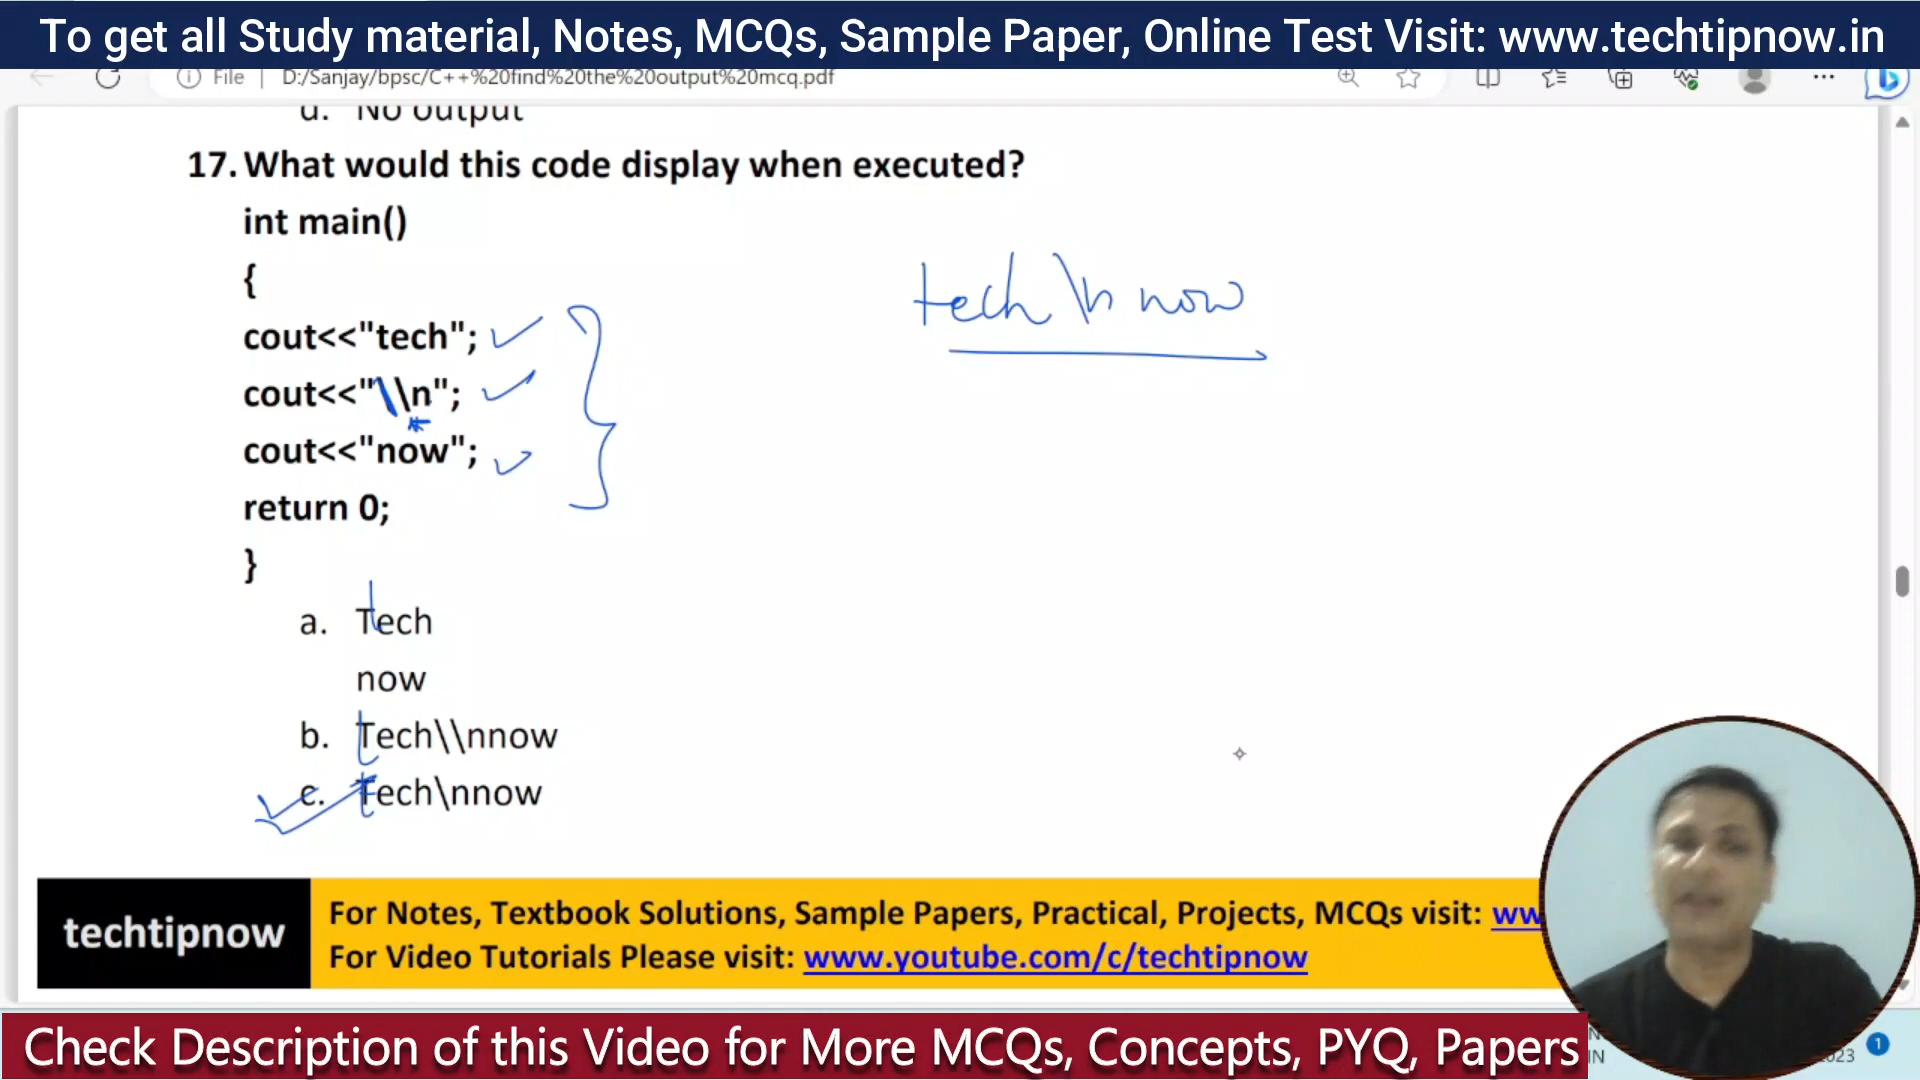 To get all Study material, Notes, MCQs, Sample Paper, Online Test Visit: www.techtipnow.in
File | D:/Sanjay/bpsc/C++%20find%20the%20output%20mcq.pdf
d. No output
17. What would this code display when executed?
int main()
{
tech \n now
cout<<"tech";
cout<<"\\n";
cout<<"now";
return 0;
}
a. Tech
now
b. Tech\\nnow
c. Tech\nnow
techtipnow
For Notes, Textbook Solutions, Sample Papers, Practical, Projects, MCQs visit: ww
For Video Tutorials Please visit: www.youtube.com/c/techtipnow
Check Description of this Video for More MCQs, Concepts, PYQ, Papers
IN
1